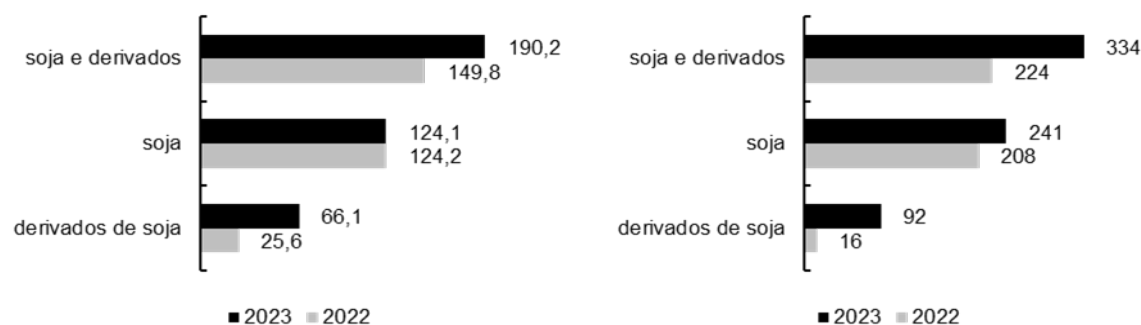 soja e derivados
190,2
149,8
soja
124,1
124,2
derivados de soja
66,1
25,6
2023 2022
soja e derivados
334
224
soja
241
208
derivados de soja
92
16
2023 2022